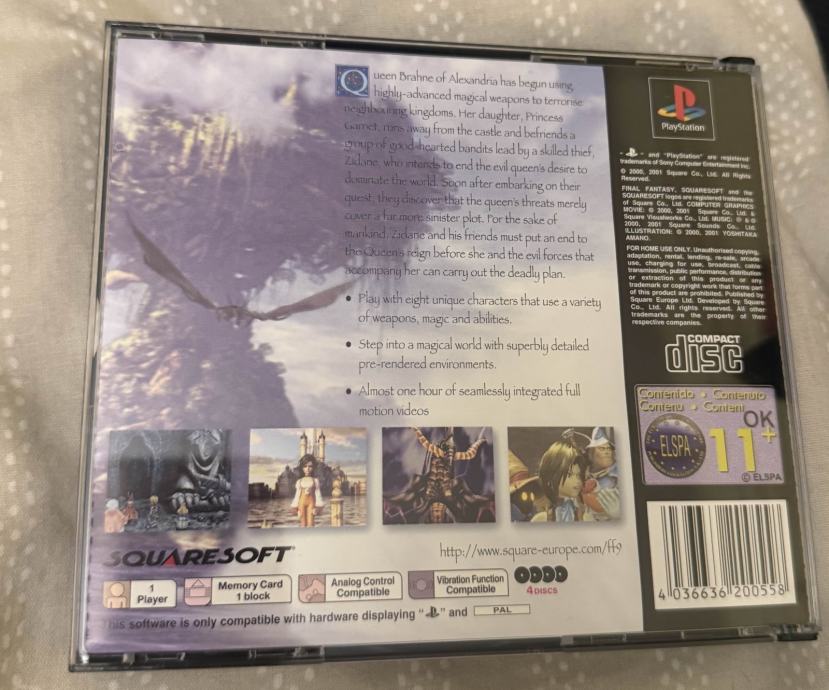 Queen Brahne of Alexandria has begun using
highly-advanced magical weapons to terrorise
neighbouring kingdoms. Her daughter, Princess
Garnet, runs away from the castle and befriends a
group of good-hearted bandits lead by a skilled thief,
Zidane, who intends to end the evil queen's desire to
dominate the world. Soon after embarking on their
quest, they discover that the queen's threats merely
cover a far more sinister plot. For the sake of
mankind, Zidane and his friends must put an end to
the Queen's reign before she and the evil forces that
accompany her can carry out the deadly plan.
• Play with eight unique characters that use a variety
of weapons, magic and abilities.
• Step into a magical world with superbly detailed
pre-rendered environments.
• Almost one hour of seamlessly integrated full
motion videos
SQUARESOFT
http://www.square-europe.com/ff9
1
Player
Memory Card
1 block
Analog Control
Compatible
Vibration Function
Compatible
4 DISCS
This software is only compatible with hardware displaying " " and PAL
PlayStation
and "PlayStation" are registered
trademarks of Sony Computer Entertainment Inc.
© 2000, 2001 Square Co., Ltd. All Rights
Reserved.
FINAL FANTASY, SQUARESOFT and the
SQUARESOFT logos are registered trademarks
of Square Co., Ltd. COMPUTER GRAPHICS
MOVIE: © 2000, 2001 Square Co., Ltd. &
Square Visualworks Co., Ltd. MUSIC: ℗ & ©
2000, 2001 Square Sounds Co., Ltd.
ILLUSTRATION: © 2000, 2001 YOSHITAKA
AMANO.
FOR HOME USE ONLY. Unauthorised copying,
adaptation, rental, lending, re-sale, arcade
use, charging for use, broadcast, cable
transmission, public performance, distribution
or extraction of this product or any
trademark or copyright work that forms part
of this product are prohibited. Published by
Square Europe Ltd. Developed by Square
Co., Ltd. All rights reserved. All other
trademarks are the property of their
respective companies.
COMPACT
disc
Contenido • Contenuto
Contenu • Content
OK
ELSPA
11+
© ELSPA
4 036636 200558